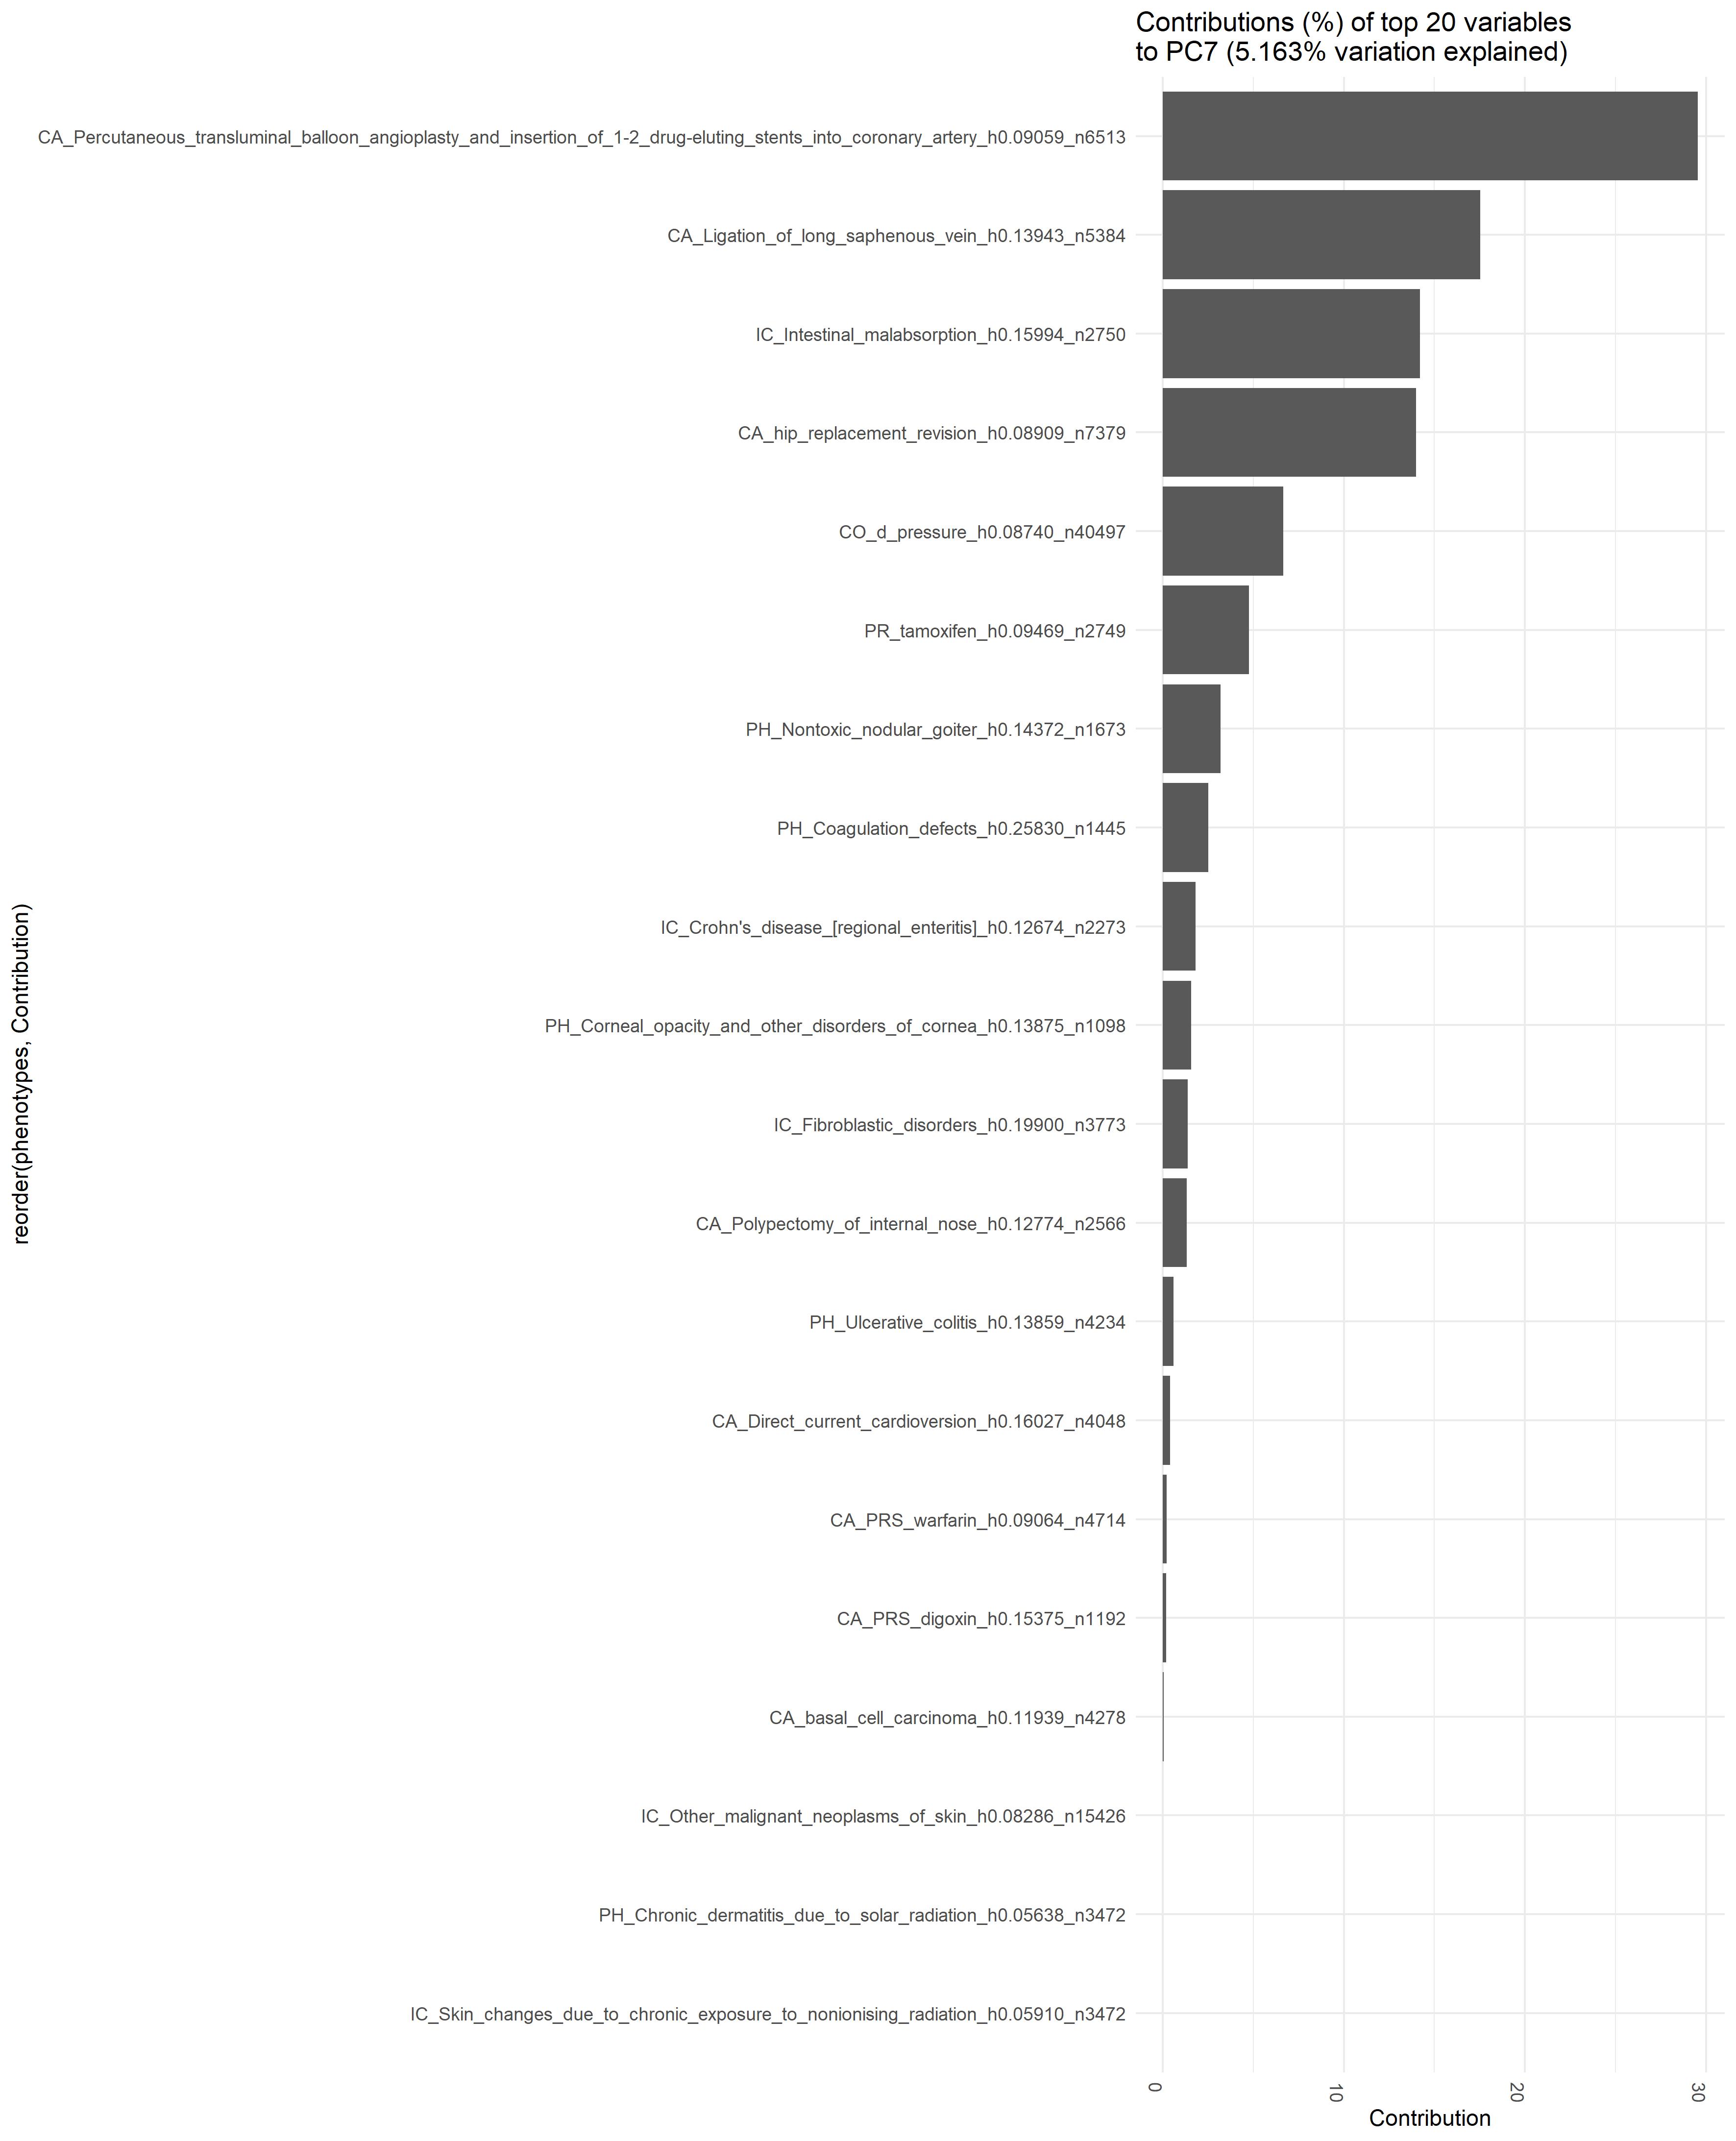 Contributions (%) of top 20 variables
to PC7 (5.163% variation explained)
CA_Percutaneous_transluminal_balloon_angioplasty_and_insertion_of_1-2_drug-eluting_stents_into_coronary_artery_h0.09059_n6513
CA_Ligation_of_long_saphenous_vein_h0.13943_n5384
IC_Intestinal_malabsorption_h0.15994_n2750
CA_hip_replacement_revision_h0.08909_n7379
CO_d_pressure_h0.08740_n40497
PR_tamoxifen_h0.09469_n2749
PH_Nontoxic_nodular_goiter_h0.14372_n1673
PH_Coagulation_defects_h0.25830_n1445
IC_Crohn's_disease_[regional_enteritis]_h0.12674_n2273
PH_Corneal_opacity_and_other_disorders_of_cornea_h0.13875_n1098
IC_Fibroblastic_disorders_h0.19900_n3773
CA_Polypectomy_of_internal_nose_h0.12774_n2566
PH_Ulcerative_colitis_h0.13859_n4234
CA_Direct_current_cardioversion_h0.16027_n4048
CA_PRS_warfarin_h0.09064_n4714
CA_PRS_digoxin_h0.15375_n1192
CA_basal_cell_carcinoma_h0.11939_n4278
IC_Other_malignant_neoplasms_of_skin_h0.08286_n15426
PH_Chronic_dermatitis_due_to_solar_radiation_h0.05638_n3472
IC_Skin_changes_due_to_chronic_exposure_to_nonionising_radiation_h0.05910_n3472
reorder(phenotypes, Contribution)
0
10
20
30
Contribution